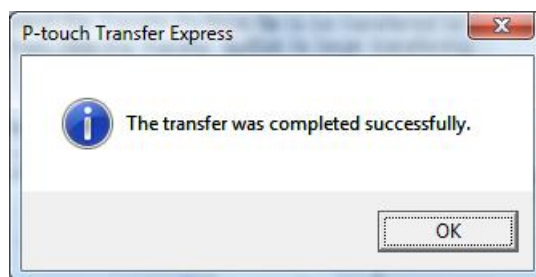 P-touch Transfer Express
The transfer was completed successfully.
OK